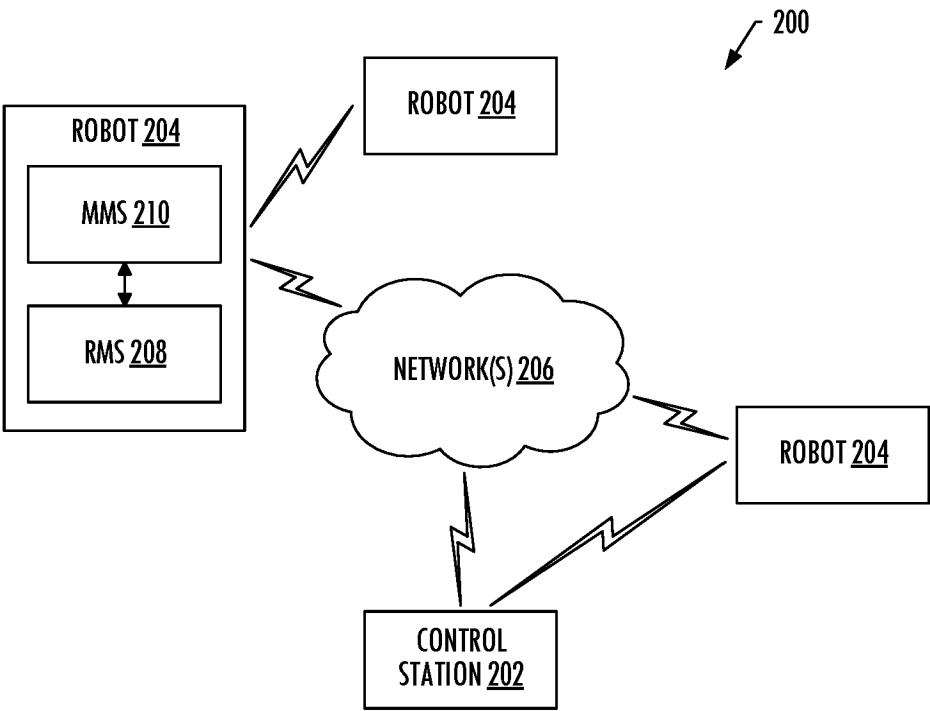 200
ROBOT 204
ROBOT 204
MMS 210
RMS 208
NETWORK(S) 206
ROBOT 204
CONTROL
STATION 202